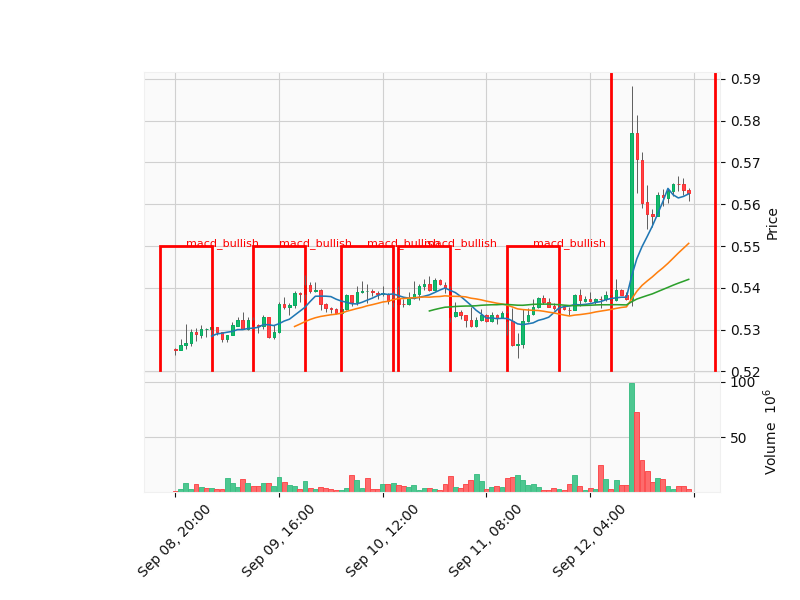 0.59
0.58
0.57
0.56
0.55
0.54
0.53
0.52
Price
macd_bullish
macd_bullish
macd_bullish
macd_bullish
macd_bullish
100
50
Volume 10^6
Sep 08, 20:00
Sep 09, 16:00
Sep 10, 12:00
Sep 11, 08:00
Sep 12, 04:00